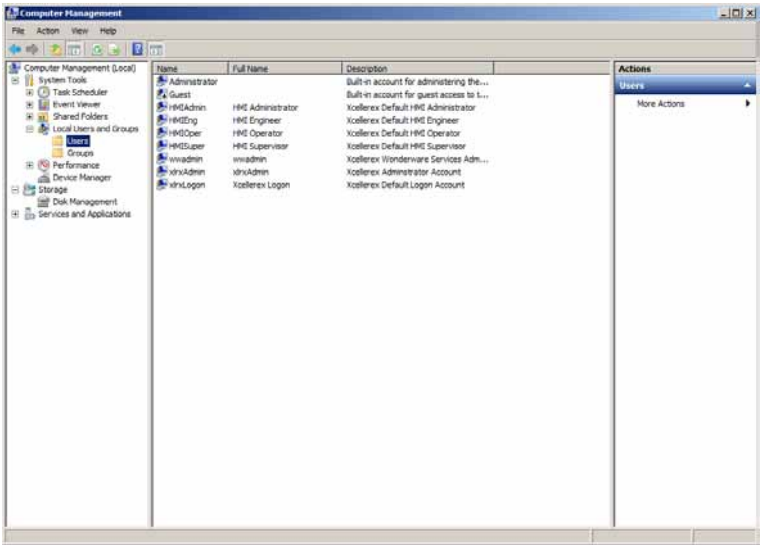 Computer Management
File Action View Help
Computer Management (Local)
System Tools
Task Scheduler
Event Viewer
Shared Folders
Local Users and Groups
Users
Groups
Performance
Device Manager
Storage
Disk Management
Services and Applications
Name Full Name Description
Administrator Built-in account for administering the...
Guest Built-in account for guest access to t...
HMIAdmin HMI Administrator Xcellerex Default HMI Administrator
HMIEng HMI Engineer Xcellerex Default HMI Engineer
HMIOper HMI Operator Xcellerex Default HMI Operator
HMISuper HMI Supervisor Xcellerex Default HMI Supervisor
wwadmin wwadmin Xcellerex Wonderware Services Adm...
xlrxAdmin xlrxAdmin Xcellerex Adminstrator Account
xlrxLogon Xcellerex Logon Xcellerex Default Logon Account
Actions
Users
More Actions